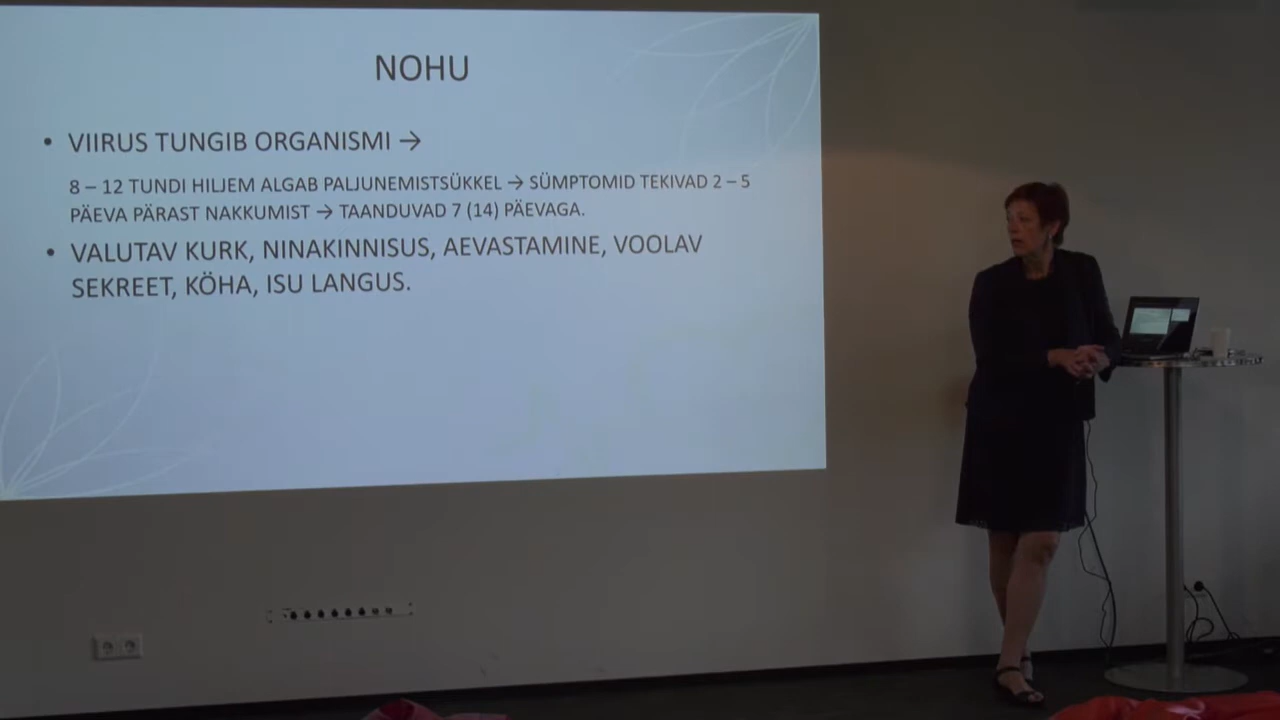 NOHU
• VIIRUS TUNGIB ORGANISMI →
8 – 12 TUNDI HILJEM ALGAB PALJUNEMISTSÜKKEL → SÜMPTOMID TEKIVAD 2 – 5
PÄEVA PÄRAST NAKKUMIST → TAANDUVAD 7 (14) PÄEVAGA.
• VALUTAV KURK, NINAKINNISUS, AEVASTAMINE, VOOLAV
SEKREET, KÖHA, ISU LANGUS.